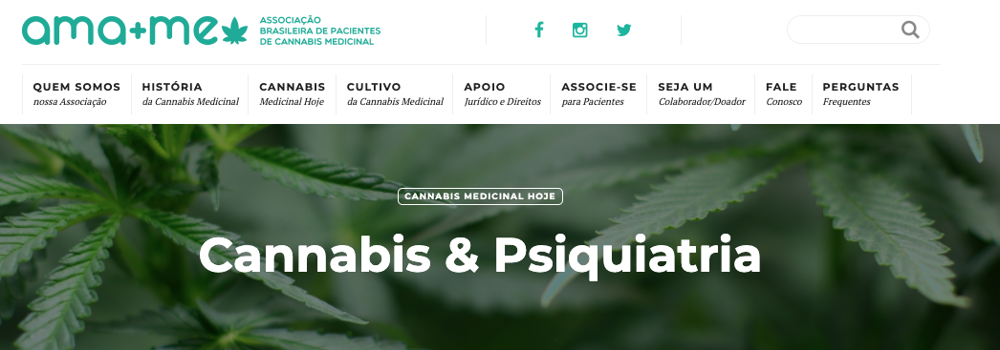 ama+me
ASSOCIAÇÃO
BRASILEIRA DE PACIENTES
DE CANNABIS MEDICINAL
QUEM SOMOS
nossa Associação
HISTÓRIA
da Cannabis Medicinal
CANNABIS
Medicinal Hoje
CULTIVO
da Cannabis Medicinal
APOIO
Jurídico e Direitos
ASSOCIE-SE
para Pacientes
SEJA UM
Colaborador/Doador
FALE
Conosco
PERGUNTAS
Frequentes
CANNABIS MEDICINAL HOJE
Cannabis & Psiquiatria